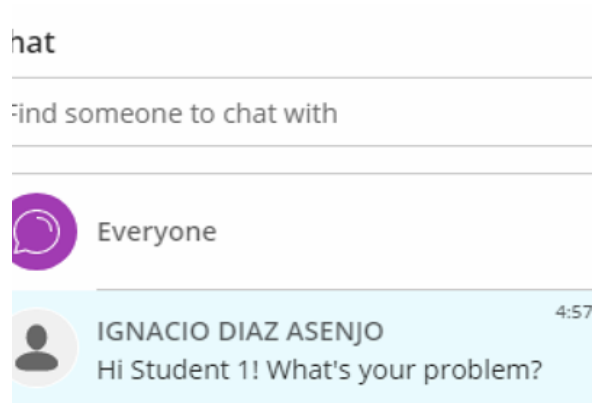 hat
Find someone to chat with
Everyone
4:57
IGNACIO DIAZ ASENJO
Hi Student 1! What's your problem?